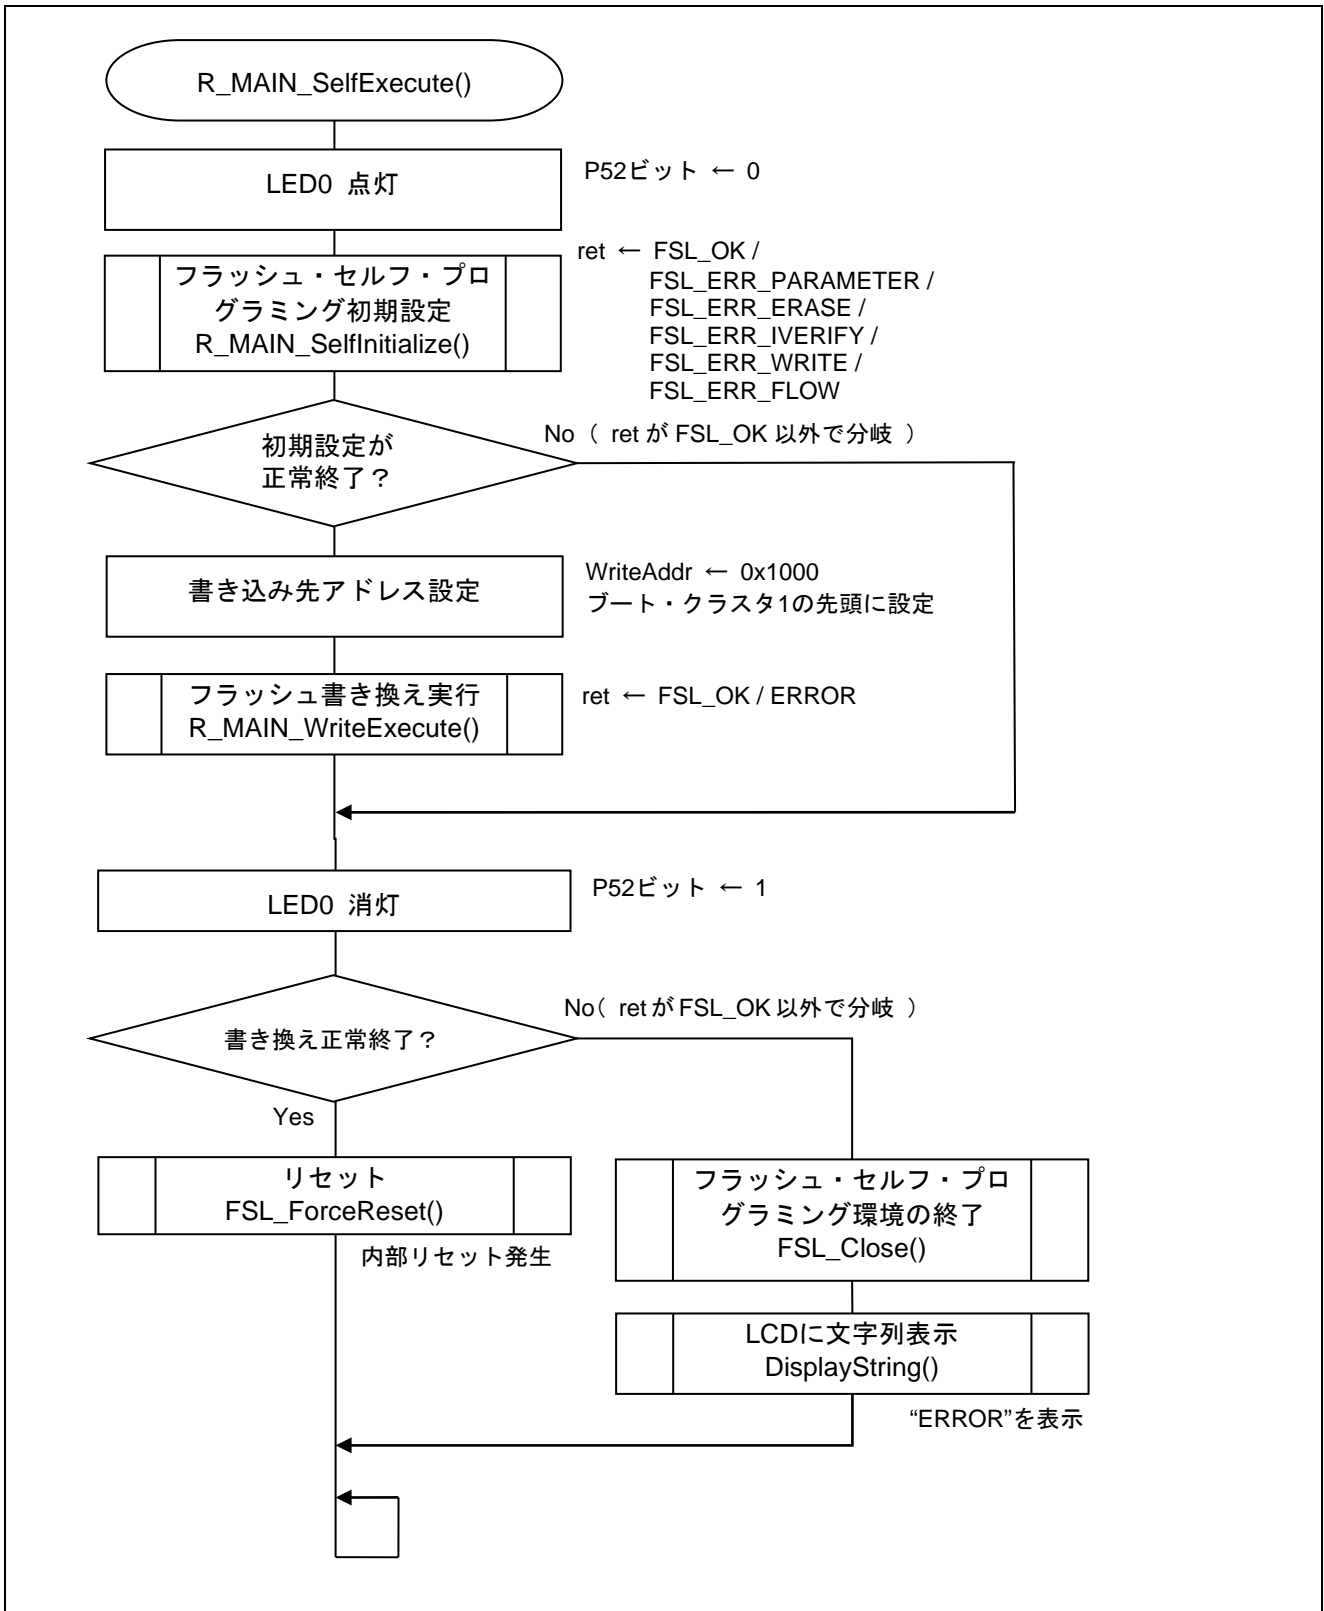 R_MAIN_SelfExecute()
LED0 点灯
P52ビット ← 0
フラッシュ・セルフ・プロ
グラミング初期設定
R_MAIN_SelfInitialize()
ret ← FSL_OK /
FSL_ERR_PARAMETER /
FSL_ERR_ERASE /
FSL_ERR_IVERIFY /
FSL_ERR_WRITE /
FSL_ERR_FLOW
初期設定が
正常終了？
No（ ret が FSL_OK 以外で分岐 ）
書き込み先アドレス設定
WriteAddr ← 0x1000
ブート・クラスタ1の先頭に設定
フラッシュ書き換え実行
R_MAIN_WriteExecute()
ret ← FSL_OK / ERROR
LED0 消灯
P52ビット ← 1
書き換え正常終了？
No（ ret が FSL_OK 以外で分岐 ）
Yes
リセット
FSL_ForceReset()
内部リセット発生
フラッシュ・セルフ・プロ
グラミング環境の終了
FSL_Close()
LCDに文字列表示
DisplayString()
“ERROR”を表示